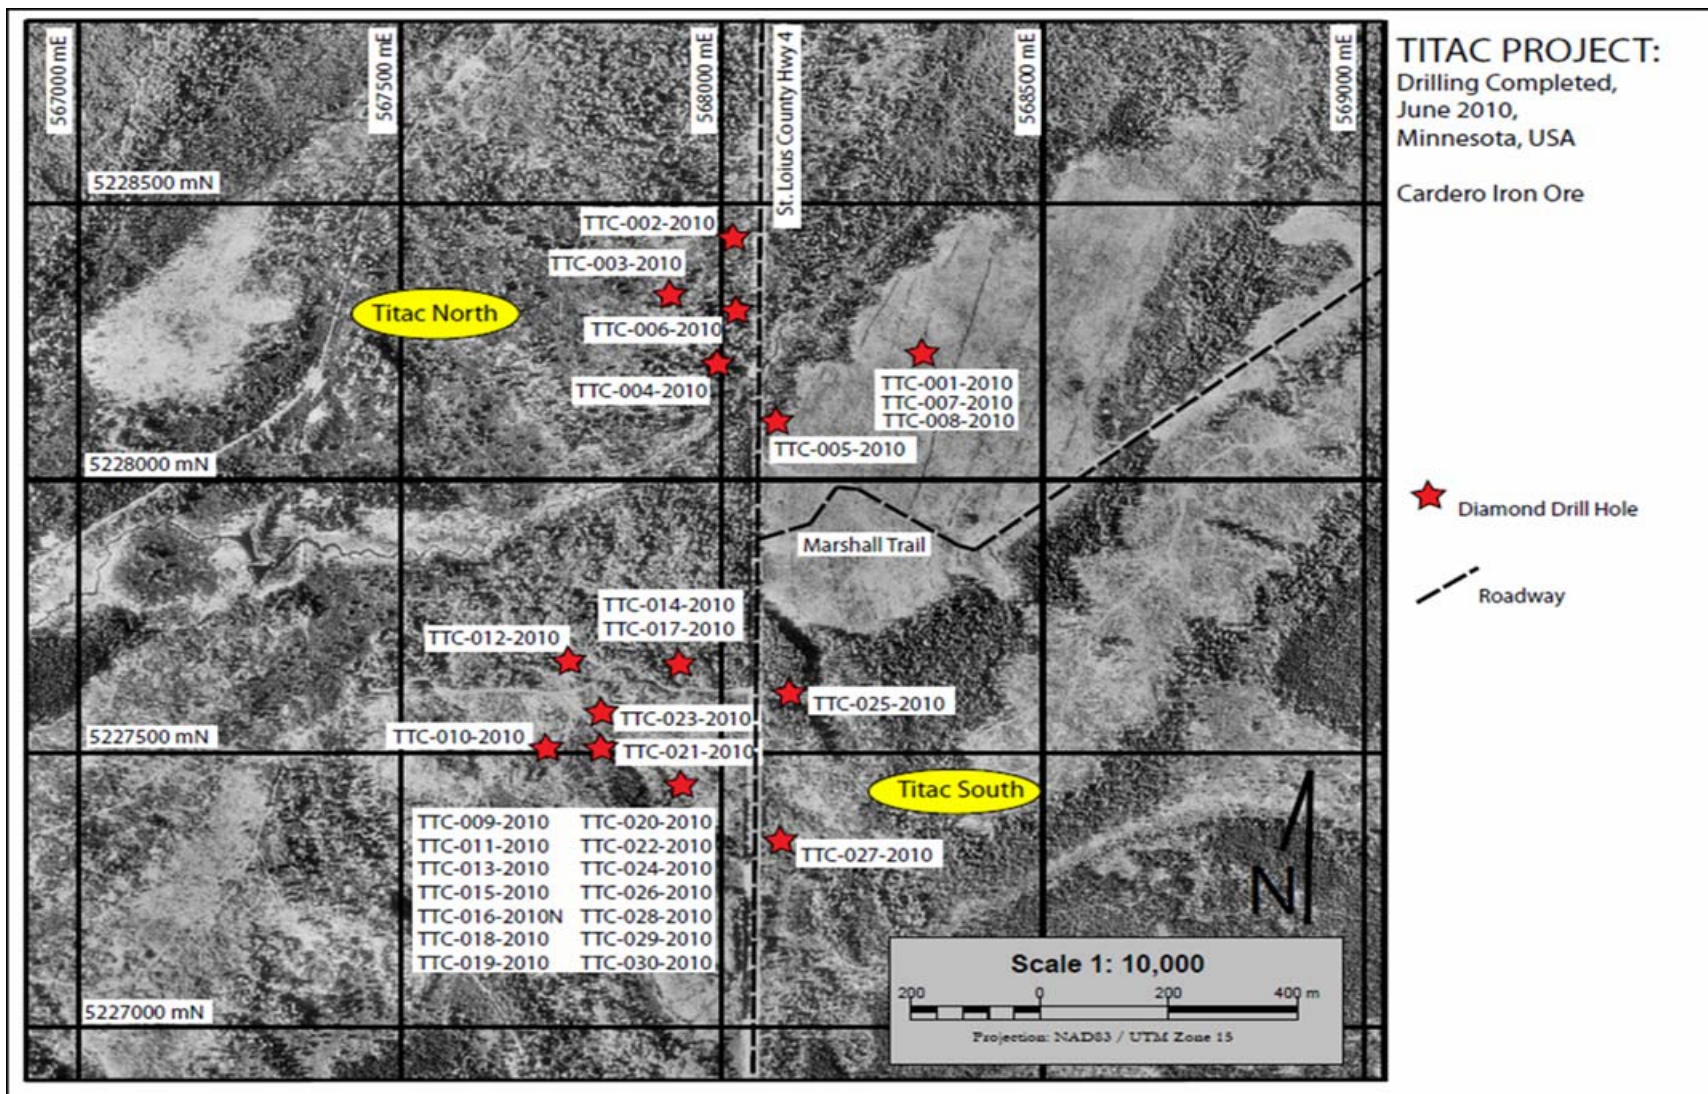 567000 mE
567500 mE
568000 mE
St. Loius County Hwy 4
568500 mE
569000 mE
TITAC PROJECT:
Drilling Completed,
June 2010,
Minnesota, USA
Cardero Iron Ore
5228500 mN
TTC-002-2010
TTC-003-2010
Titac North
TTC-006-2010
TTC-004-2010
TTC-001-2010
TTC-007-2010
TTC-008-2010
TTC-005-2010
5228000 mN
Diamond Drill Hole
Marshall Trail
Roadway
TTC-014-2010
TTC-017-2010
TTC-012-2010
TTC-025-2010
TTC-023-2010
5227500 mN
TTC-010-2010
TTC-021-2010
Titac South
TTC-009-2010 TTC-020-2010
TTC-011-2010 TTC-022-2010
TTC-013-2010 TTC-024-2010
TTC-015-2010 TTC-026-2010
TTC-016-2010N TTC-028-2010
TTC-018-2010 TTC-029-2010
TTC-019-2010 TTC-030-2010
TTC-027-2010
N
5227000 mN
Scale 1: 10,000
200 0 200 400 m
Projection: NAD83 / UTM Zone 15